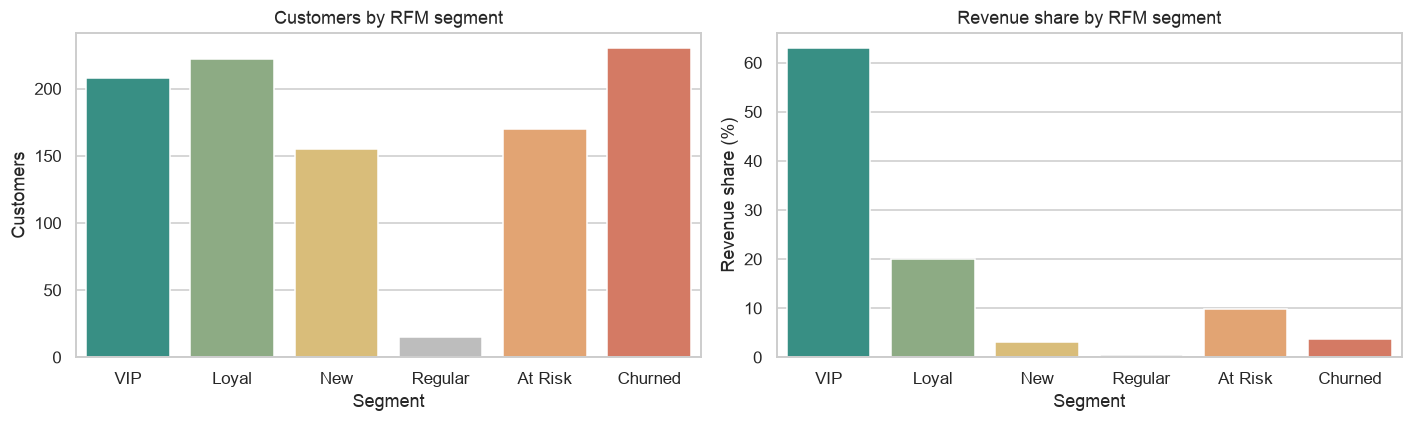 Customers by RFM segment
Customers
200
150
100
50
0
VIP Loyal New Regular At Risk Churned
Segment
Revenue share by RFM segment
Revenue share (%)
60
50
40
30
20
10
0
VIP Loyal New Regular At Risk Churned
Segment